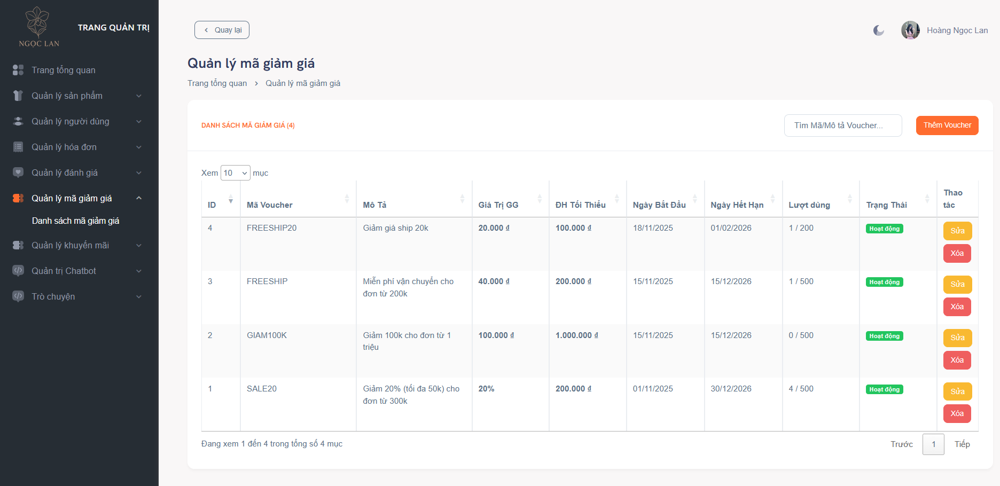 NGỌC LAN
TRANG QUẢN TRỊ
Trang tổng quan
Quản lý sản phẩm
Quản lý người dùng
Quản lý hóa đơn
Quản lý đánh giá
Quản lý mã giảm giá
Danh sách mã giảm giá
Quản lý khuyến mãi
Quản trị Chatbot
Trò chuyện
Quay lại
Hoàng Ngọc Lan
Quản lý mã giảm giá
Trang tổng quan > Quản lý mã giảm giá
DANH SÁCH MÃ GIẢM GIÁ (4)
Tìm Mã/Mô tả Voucher...
Thêm Voucher
Xem 10 mục
ID Mã Voucher Mô Tả Giá Trị GG ĐH Tối Thiểu Ngày Bắt Đầu Ngày Hết Hạn Lượt dùng Trạng Thái Thao
tác
4 FREESHIP20 Giảm giá ship 20k 20.000 ₫ 100.000 ₫ 18/11/2025 01/02/2026 1 / 200 Hoạt động Sửa
Xóa
3 FREESHIP Miễn phí vận chuyển cho 40.000 ₫ 200.000 ₫ 15/11/2025 15/12/2026 1 / 500 Hoạt động Sửa
đơn từ 200k
Xóa
2 GIAM100K Giảm 100k cho đơn từ 1 100.000 ₫ 1.000.000 ₫ 15/11/2025 15/12/2026 0 / 500 Hoạt động Sửa
triệu
Xóa
1 SALE20 Giảm 20% (tối đa 50k) cho 20% 200.000 ₫ 01/11/2025 30/12/2026 4 / 500 Hoạt động Sửa
đơn từ 300k
Xóa
Đang xem 1 đến 4 trong tổng số 4 mục
Trước 1 Tiếp